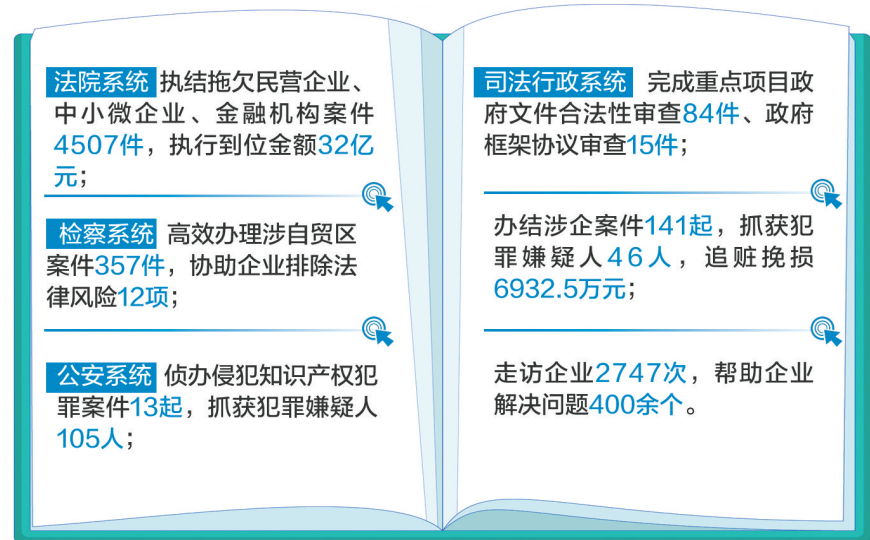 法院系统 执结拖欠民营企业、
中小微企业、金融机构案件
4507件，执行到位金额32亿
元；
检察系统 高效办理涉自贸区
案件357件，协助企业排除法
律风险12项；
公安系统 侦办侵犯知识产权犯
罪案件13起，抓获犯罪嫌疑人
105人；
司法行政系统 完成重点项目政
府文件合法性审查84件、政府
框架协议审查15件；
办结涉企案件141起，抓获犯
罪嫌疑人46人，追赃挽损
6932.5万元；
走访企业2747次，帮助企业
解决问题400余个。